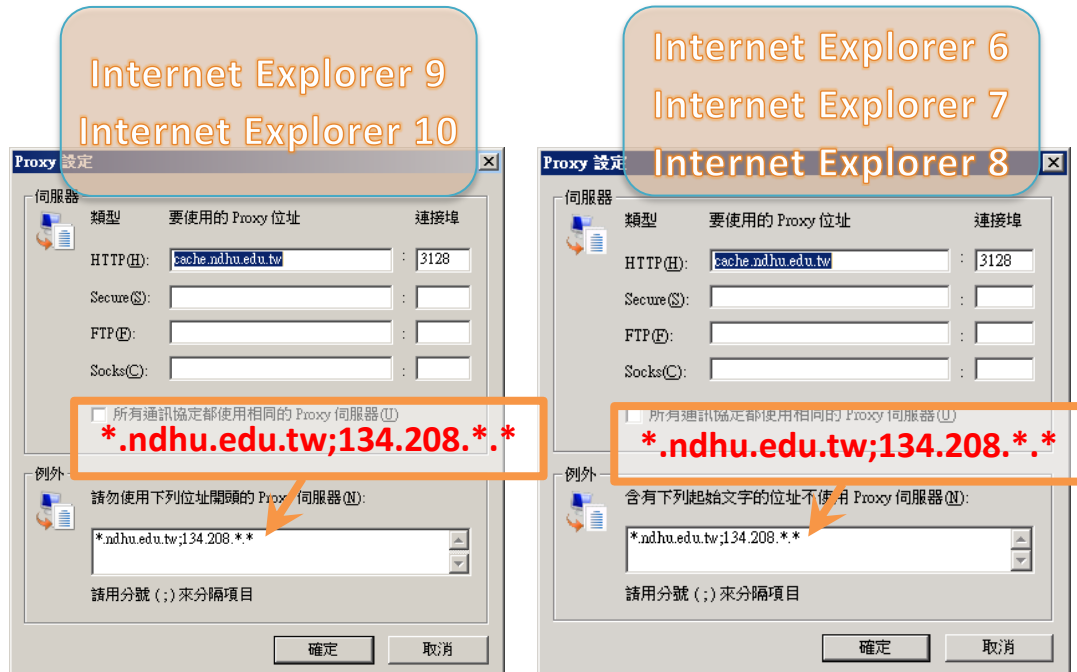 Internet Explorer 9
Internet Explorer 10
Proxy 設定
伺服器
類型 要使用的 Proxy 位址 連接埠
HTTP(H): cache.ndhu.edu.tw : 3128
Secure(S): :
FTP(F): :
Socks(C): :
所有通訊協定都使用相同的 Proxy 伺服器(U)
*.ndhu.edu.tw;134.208.*.*
例外
請勿使用下列位址開頭的 Proxy 伺服器(N):
*.ndhu.edu.tw;134.208.*.*
請用分號 (;) 來分隔項目
確定 取消
Internet Explorer 6
Internet Explorer 7
Internet Explorer 8
Proxy 設定
伺服器
類型 要使用的 Proxy 位址 連接埠
HTTP(H): cache.ndhu.edu.tw : 3128
Secure(S): :
FTP(F): :
Socks(C): :
所有通訊協定都使用相同的 Proxy 伺服器(U)
*.ndhu.edu.tw;134.208.*.*
例外
含有下列起始文字的位址不使用 Proxy 伺服器(N):
*.ndhu.edu.tw;134.208.*.*
請用分號 (;) 來分隔項目
確定 取消